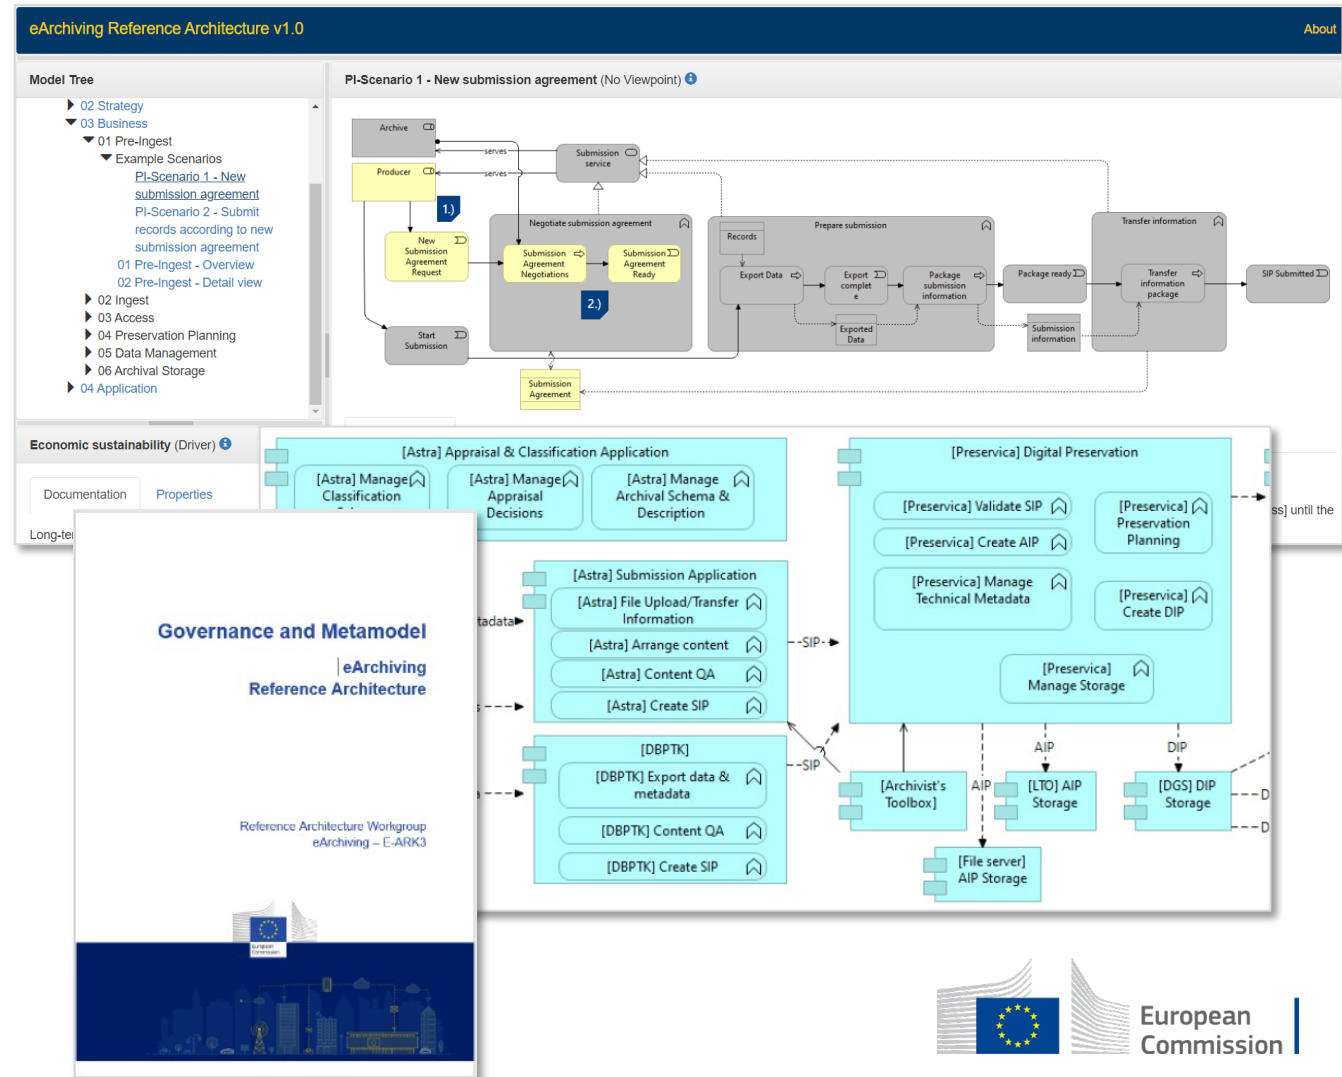 eArchiving Reference Architecture v1.0
About
Model Tree
02 Strategy
03 Business
01 Pre-Ingest
Example Scenarios
PI-Scenario 1 - New
submission agreement
PI-Scenario 2 - Submit
records according to new
submission agreement
01 Pre-Ingest - Overview
02 Pre-Ingest - Detail view
02 Ingest
03 Access
04 Preservation Planning
05 Data Management
06 Archival Storage
04 Application
PI-Scenario 1 - New submission agreement (No Viewpoint)
Archive
serves
Submission
service
Producer
serves
1.)
New
Submission
Agreement
Request
Negotiate submission agreement
Submission
Agreement
Negotiations
Submission
Agreement
Ready
2.)
Start
Submission
Submission
Agreement
Prepare submission
Records
Export Data
Export
complet
e
Package
submission
information
Exported
Data
Package ready
Submission
information
Transfer information
Transfer
information
package
SIP Submitted
Economic sustainability (Driver)
Documentation
Properties
Long-te
ss] until the
[Astra] Appraisal & Classification Application
[Astra] Manage
Classification
[Astra] Manage
Appraisal
Decisions
[Astra] Manage
Archival Schema &
Description
[Astra] Submission Application
[Astra] File Upload/Transfer
Information
[Astra] Arrange content
[Astra] Content QA
[Astra] Create SIP
tadata
SIP
[DBPTK]
[DBPTK] Export data &
metadata
[DBPTK] Content QA
[DBPTK] Create SIP
SIP
[Preservica] Digital Preservation
[Preservica] Validate SIP
[Preservica] Create AIP
[Preservica] Manage
Technical Metadata
[Preservica]
Preservation
Planning
[Preservica]
Create DIP
[Preservica]
Manage Storage
AIP
DIP
[Archivist's
Toolbox]
AIP
[LTO] AIP
Storage
[DGS] DIP
Storage
D
D
[File server]
AIP Storage
Governance and Metamodel
eArchiving
Reference Architecture
Reference Architecture Workgroup
eArchiving – E-ARK3
European
Commission
European
Commission